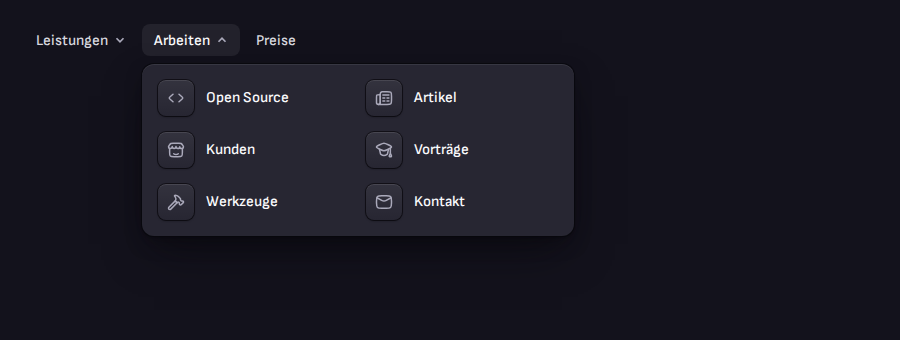 Leistungen Arbeiten Preise
Open Source Artikel
Kunden Vorträge
Werkzeuge Kontakt